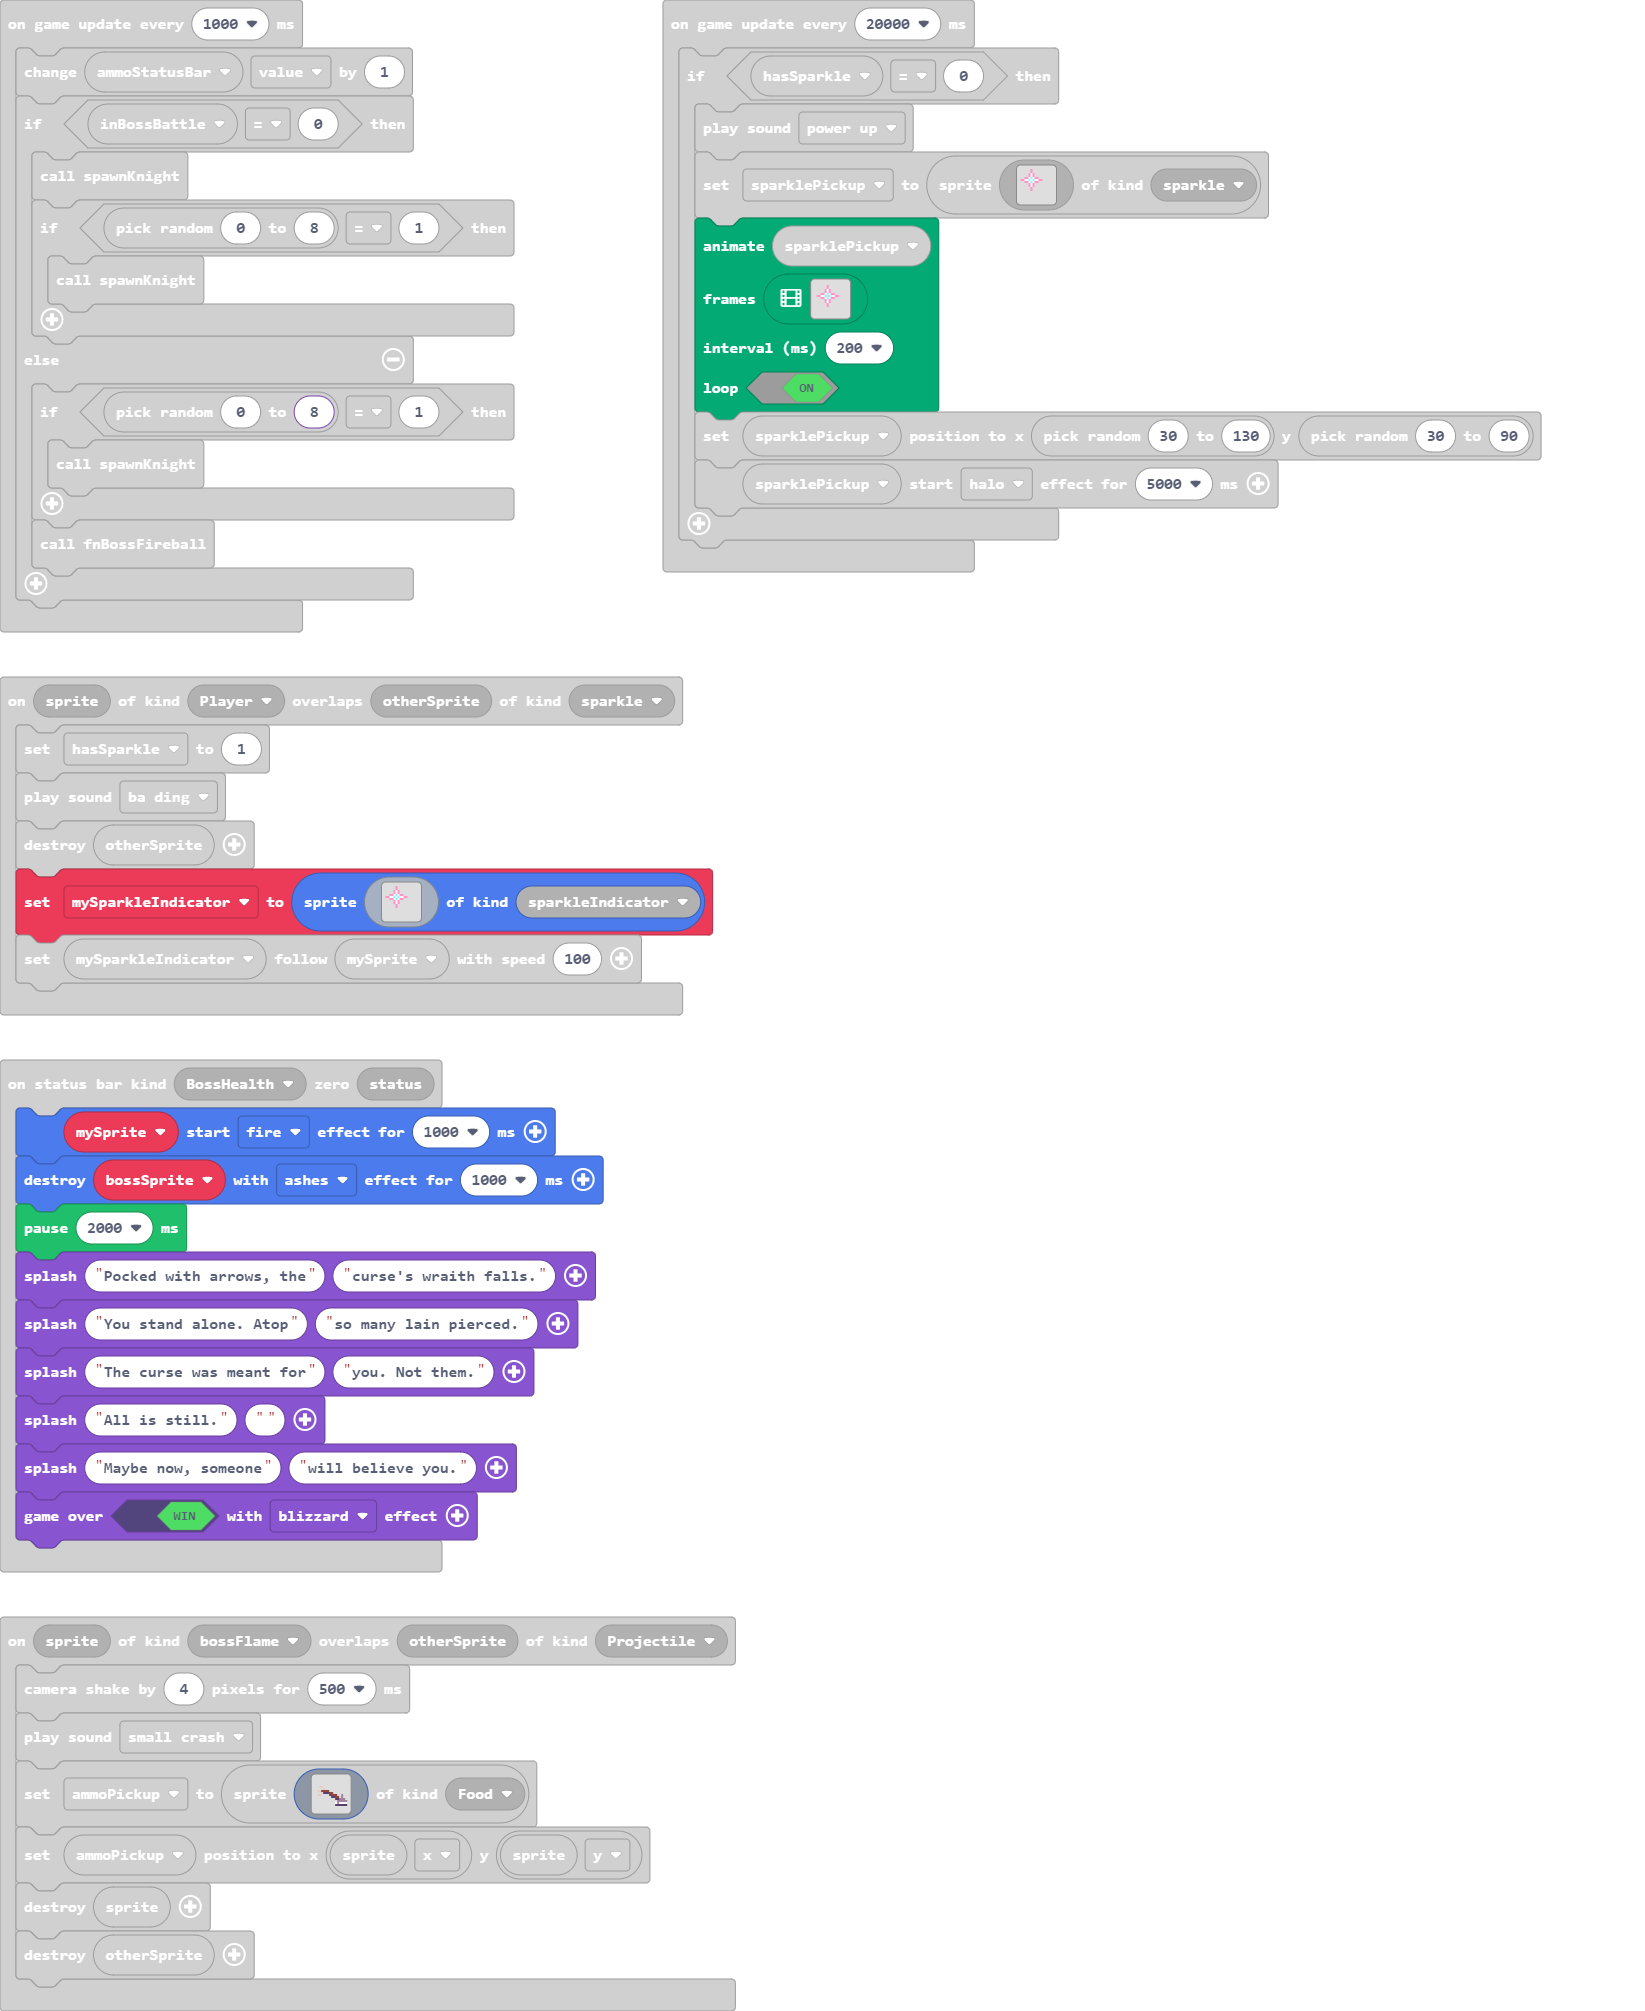 on game update every 1000 ms
change ammoStatusBar value by 1
if inBossBattle = 0 then
call spawnKnight
if pick random 0 to 8 = 1 then
call spawnKnight
else
if pick random 0 to 8 = 1 then
call spawnKnight
call fnBossFireball
on game update every 20000 ms
if hasSparkle = 0 then
play sound power up
set sparklePickup to sprite of kind sparkle
animate sparklePickup
frames
interval (ms) 200
loop ON
set sparklePickup position to x pick random 30 to 130 y pick random 30 to 90
sparklePickup start halo effect for 5000 ms
on sprite of kind Player overlaps otherSprite of kind sparkle
set hasSparkle to 1
play sound ba ding
destroy otherSprite
set mySparkleIndicator to sprite of kind sparkleIndicator
set mySparkleIndicator follow mySprite with speed 100
on status bar kind BossHealth zero status
mySprite start fire effect for 1000 ms
destroy bossSprite with ashes effect for 1000 ms
pause 2000 ms
splash "Pocked with arrows, the" "curse's wraith falls."
splash "You stand alone. Atop" "so many lain pierced."
splash "The curse was meant for" "you. Not them."
splash "All is still." " "
splash "Maybe now, someone" "will believe you."
game over WIN with blizzard effect
on sprite of kind bossFlame overlaps otherSprite of kind Projectile
camera shake by 4 pixels for 500 ms
play sound small crash
set ammoPickup to sprite of kind Food
set ammoPickup position to x sprite x y sprite y
destroy sprite
destroy otherSprite